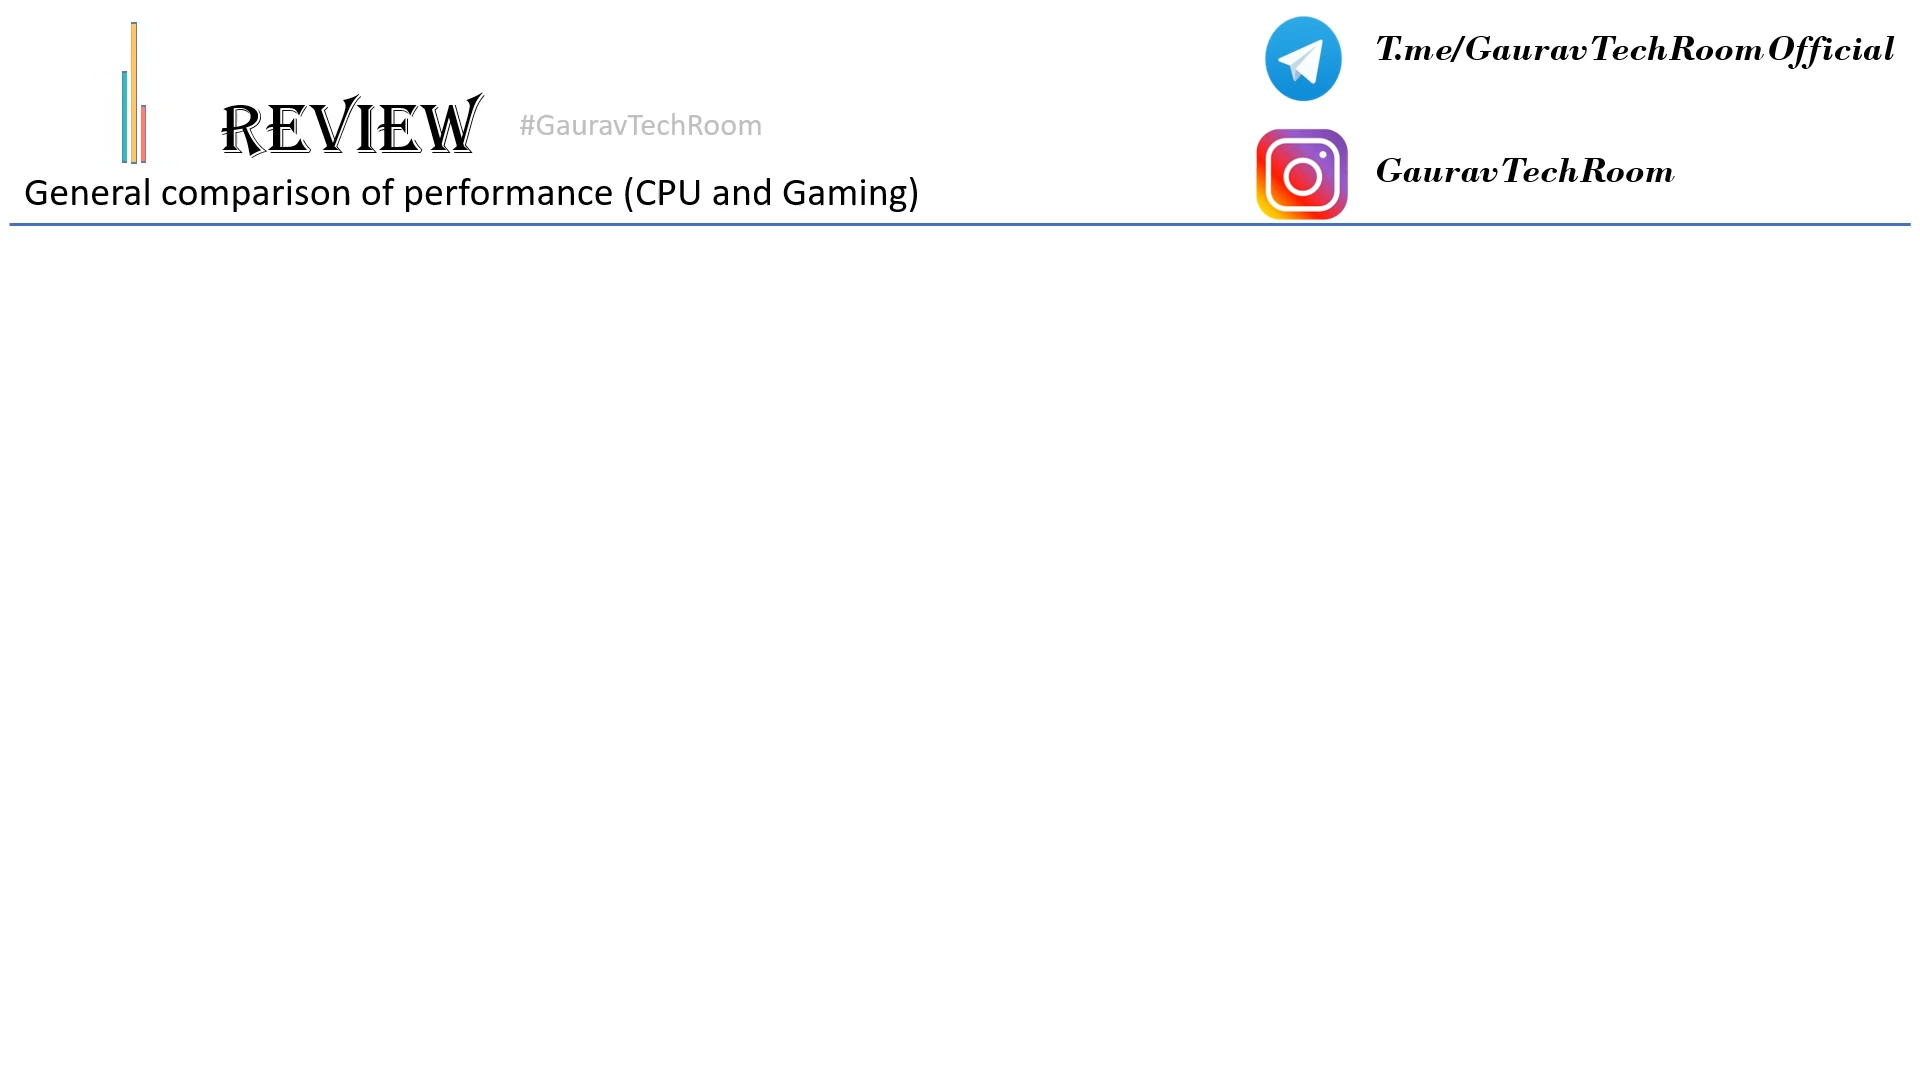 REVIEW #GauravTechRoom
General comparison of performance (CPU and Gaming)
T.me/GauravTechRoomOfficial
GauravTechRoom